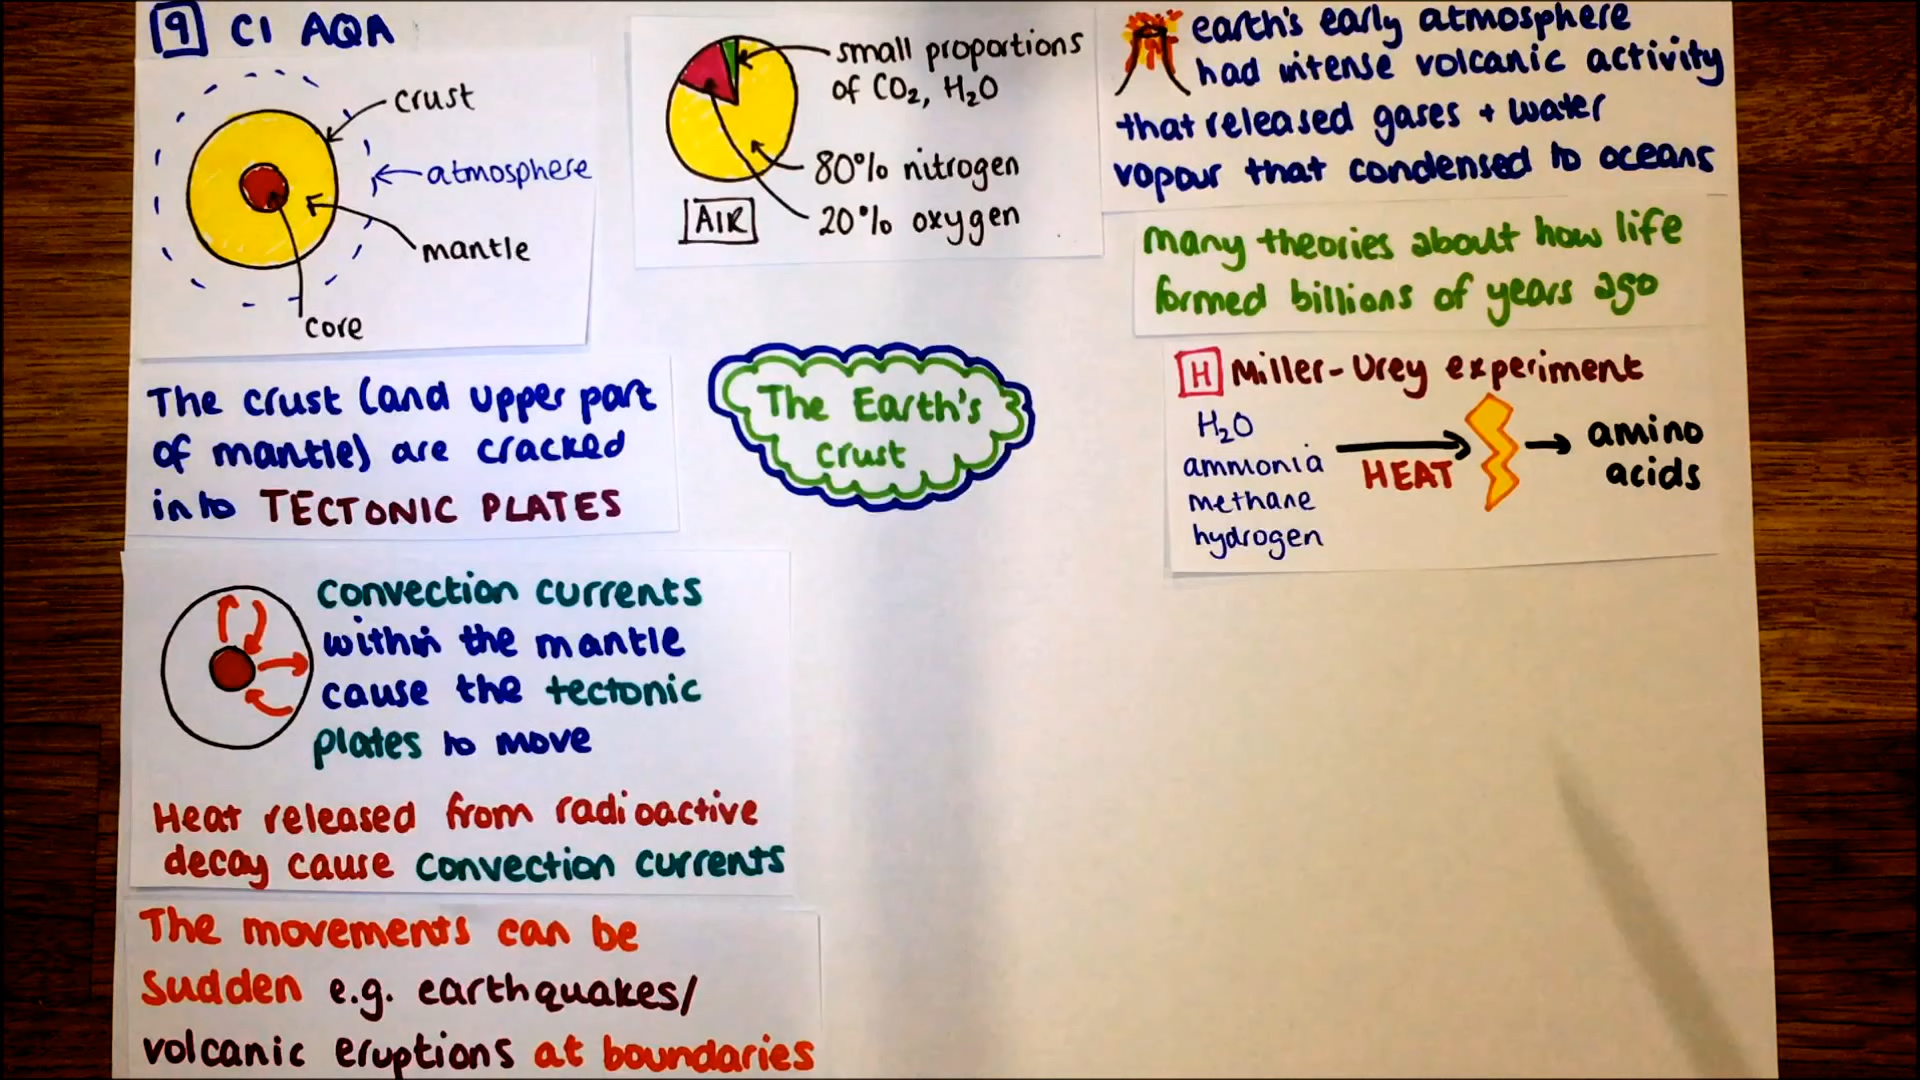 9 C1 AQA
crust
atmosphere
mantle
core
small proportions
of CO₂, H₂O
80% nitrogen
20% oxygen
AIR
earth's early atmosphere
had intense volcanic activity
that released gases + water
vapour that condensed to oceans
many theories about how life
formed billions of years ago
H Miller-Urey experiment
H₂O
ammonia
methane
hydrogen
HEAT
amino
acids
The Earth's
crust
The crust (and upper part
of mantle) are cracked
into TECTONIC PLATES
convection currents
within the mantle
cause the tectonic
plates to move
Heat released from radioactive
decay cause convection currents
The movements can be
sudden e.g. earthquakes/
volcanic eruptions at boundaries